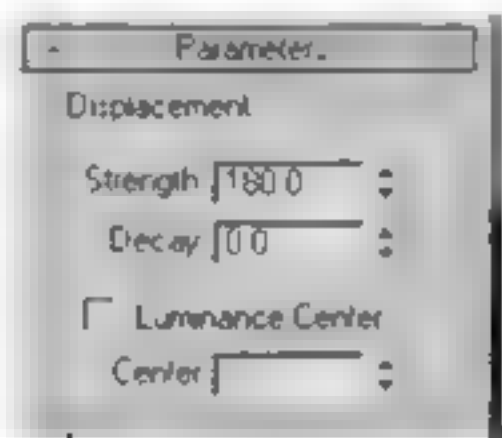 - Parameter.
Displacement
Strength 180.0
Decay 0.0
Luminance Center
Center